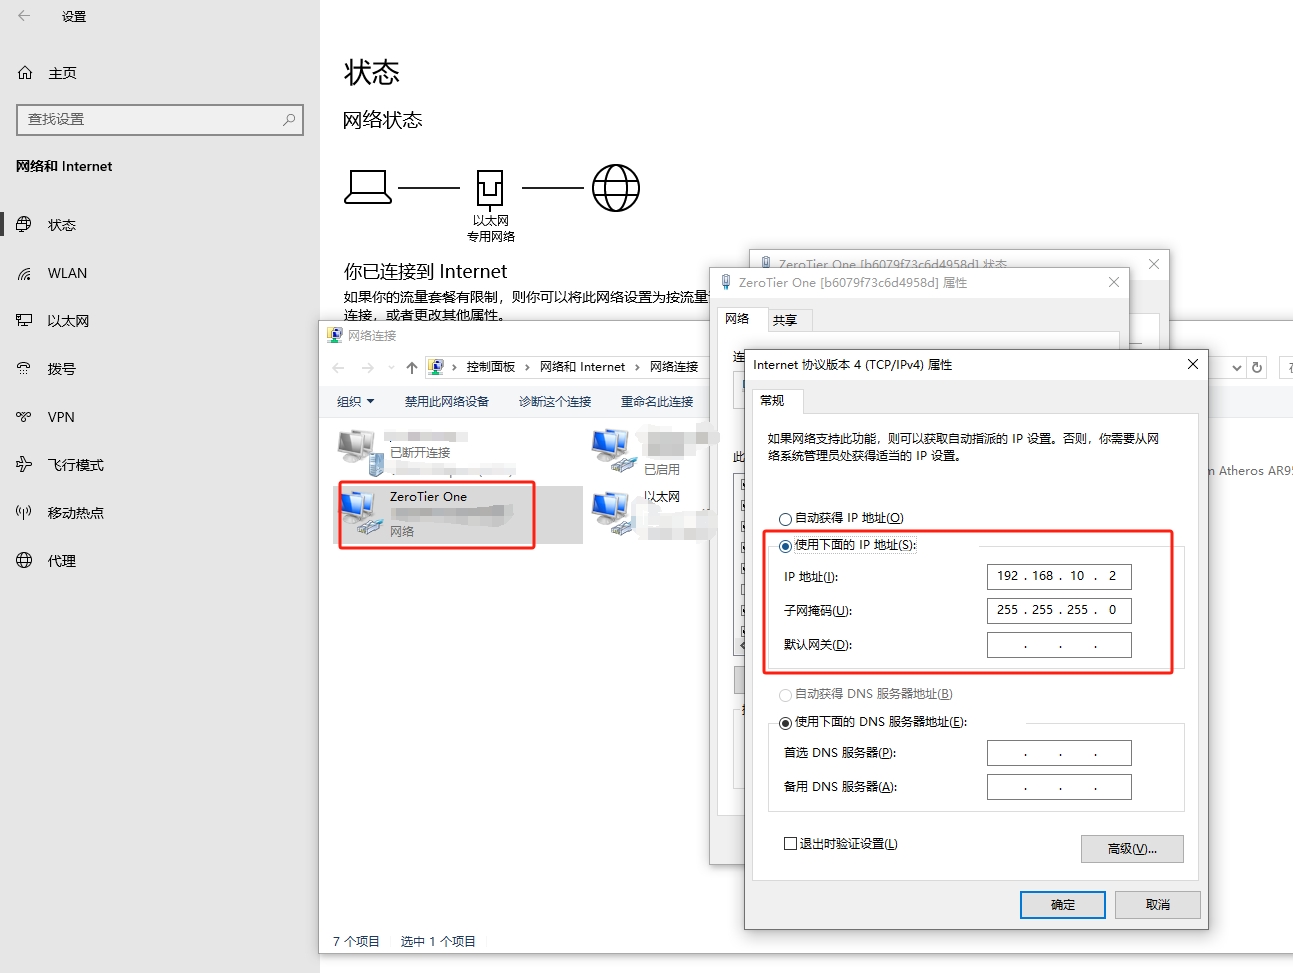 设置
主页
查找设置
网络和 Internet
状态
WLAN
以太网
拨号
VPN
飞行模式
移动热点
代理
状态
网络状态
以太网
专用网络
你已连接到 Internet
如果你的流量套餐有限制，则你可以将此网络设置为按流量
连接，或者更改其他属性。
网络连接
控制面板 › 网络和 Internet › 网络连接
组织 禁用此网络设备 诊断这个连接 重命名此连接
已断开连接
已启用
ZeroTier One
网络
以太网
m Atheros AR95
7 个项目 选中 1 个项目
ZeroTier One [b6079f73c6d4958d] 状态
ZeroTier One [b6079f73c6d4958d] 属性
网络 共享
连
此
Internet 协议版本 4 (TCP/IPv4) 属性
常规
如果网络支持此功能，则可以获取自动指派的 IP 设置。否则，你需要从网
络系统管理员处获得适当的 IP 设置。
自动获得 IP 地址(O)
使用下面的 IP 地址(S):
IP 地址(I): 192 . 168 . 10 . 2
子网掩码(U): 255 . 255 . 255 . 0
默认网关(D): . . .
自动获得 DNS 服务器地址(B)
使用下面的 DNS 服务器地址(E):
首选 DNS 服务器(P): . . .
备用 DNS 服务器(A): . . .
退出时验证设置(L)
高级(V)...
确定 取消